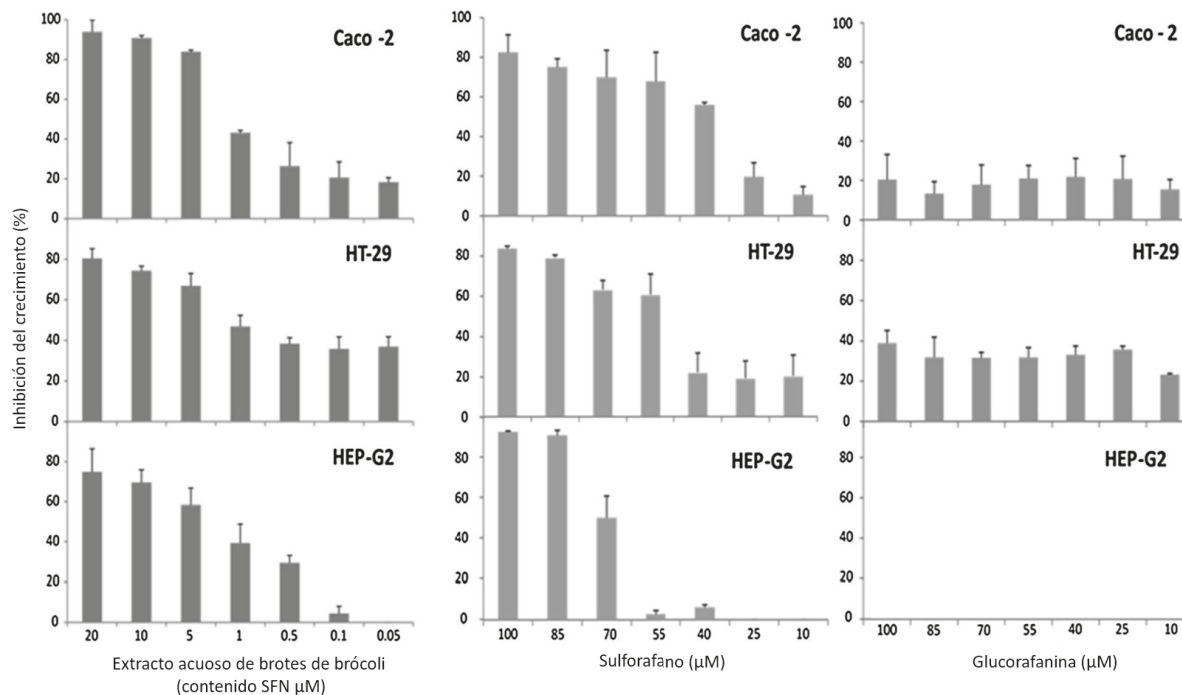 Inhibición del crecimiento (%)
100
80
60
40
20
0
Caco -2
80
60
40
20
0
HT-29
80
60
40
20
0
HEP-G2
20 10 5 1 0.5 0.1 0.05
Extracto acuoso de brotes de brócoli
(contenido SFN µM)
100
80
60
40
20
0
Caco -2
80
60
40
20
0
HT-29
80
60
40
20
0
HEP-G2
100 85 70 55 40 25 10
Sulforafano (µM)
100
80
60
40
20
0
Caco - 2
80
60
40
20
0
HT-29
80
60
40
20
0
HEP-G2
100 85 70 55 40 25 10
Glucorafanina (µM)